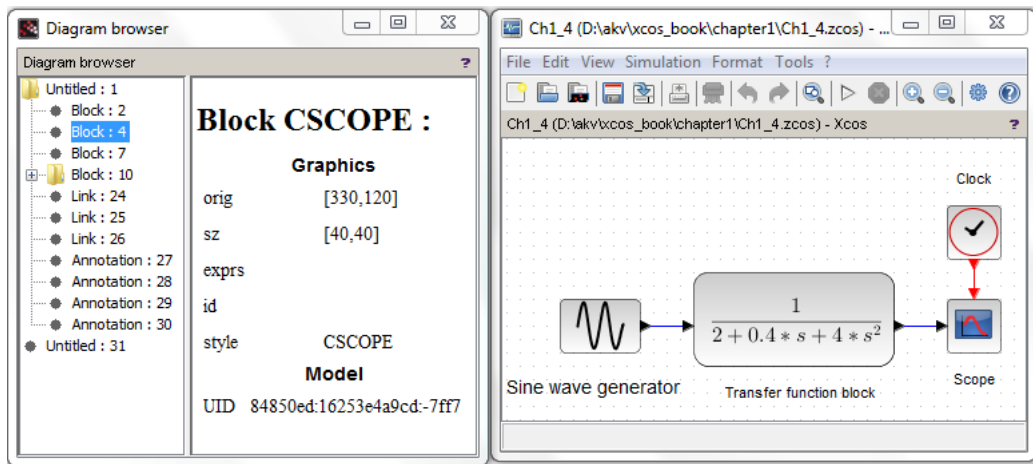 Diagram browser
Diagram browser ?
Untitled : 1
Block : 2
Block : 4
Block : 7
Block : 10
Link : 24
Link : 25
Link : 26
Annotation : 27
Annotation : 28
Annotation : 29
Annotation : 30
Untitled : 31
Block CSCOPE :
Graphics
orig [330,120]
sz [40,40]
exprs
id
style CSCOPE
Model
UID 84850ed:16253e4a9cd:-7ff7
Ch1_4 (D:\akv\xcos_book\chapter1\Ch1_4.zcos) - ...
File Edit View Simulation Format Tools ?
Ch1_4 (D:\akv\xcos_book\chapter1\Ch1_4.zcos) - Xcos ?
Clock
1
2 + 0.4 * s + 4 * s²
Sine wave generator
Transfer function block
Scope